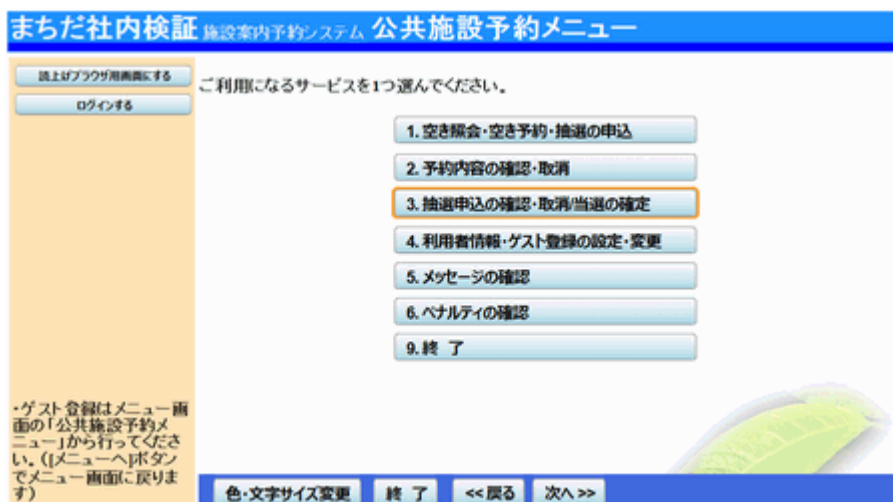 まちだ社内検証 施設案内予約システム 公共施設予約メニュー
読上げブラウザ用画面にする
ログインする
ご利用になるサービスを1つ選んでください。
1. 空き照会・空き予約・抽選の申込
2. 予約内容の確認・取消
3. 抽選申込の確認・取消/当選の確定
4. 利用者情報・ゲスト登録の設定・変更
5. メッセージの確認
6. ペナルティの確認
9. 終 了
・ゲスト登録はメニュー画
面の「公共施設予約メ
ニュー」から行ってくださ
い。([メニューへ]ボタン
でメニュー画面に戻りま
す)
色・文字サイズ変更 終 了 <<戻る 次へ>>